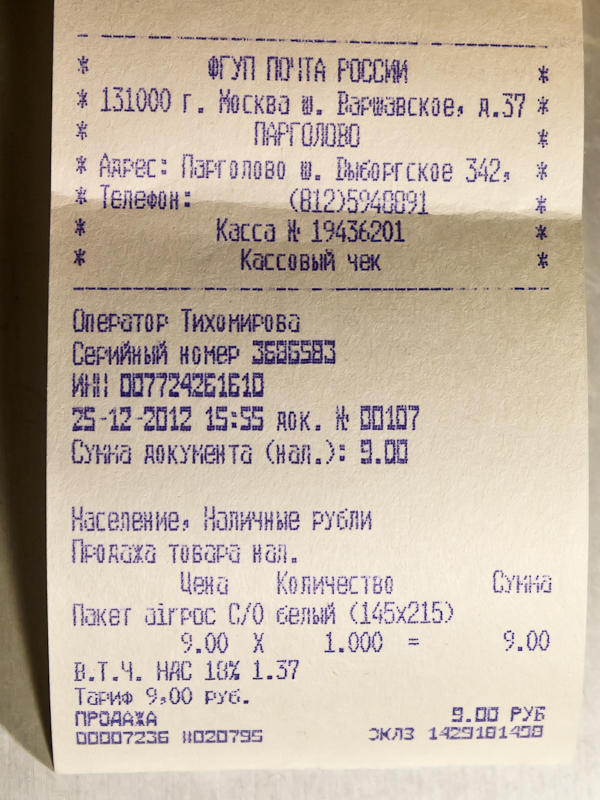 * ФГУП ПОЧТА РОССИИ *
* 131000 г. Москва ш. Варшавское, д.37 *
* ПАРГОЛОВО *
* Адрес: Парголово ш. Выборгское 342, *
* Телефон: (812)5940091 *
* Касса № 19436201 *
* Кассовый чек *
Оператор Тихомирова
Серийный номер 3686583
ИНН 007724261610
25-12-2012 15:55 док. № 00107
Сумма документа (нал.): 9.00
Население, Наличные рубли
Продажа товара нал.
Цена Количество Сумма
Пакет airpoc С/О белый (145x215)
9.00 X 1.000 = 9.00
В.Т.Ч. НДС 18% 1.37
Тариф 9,00 руб.
ПРОДАЖА 9.00 РУБ
00007236 #020795 ЭКЛЗ 1429181498